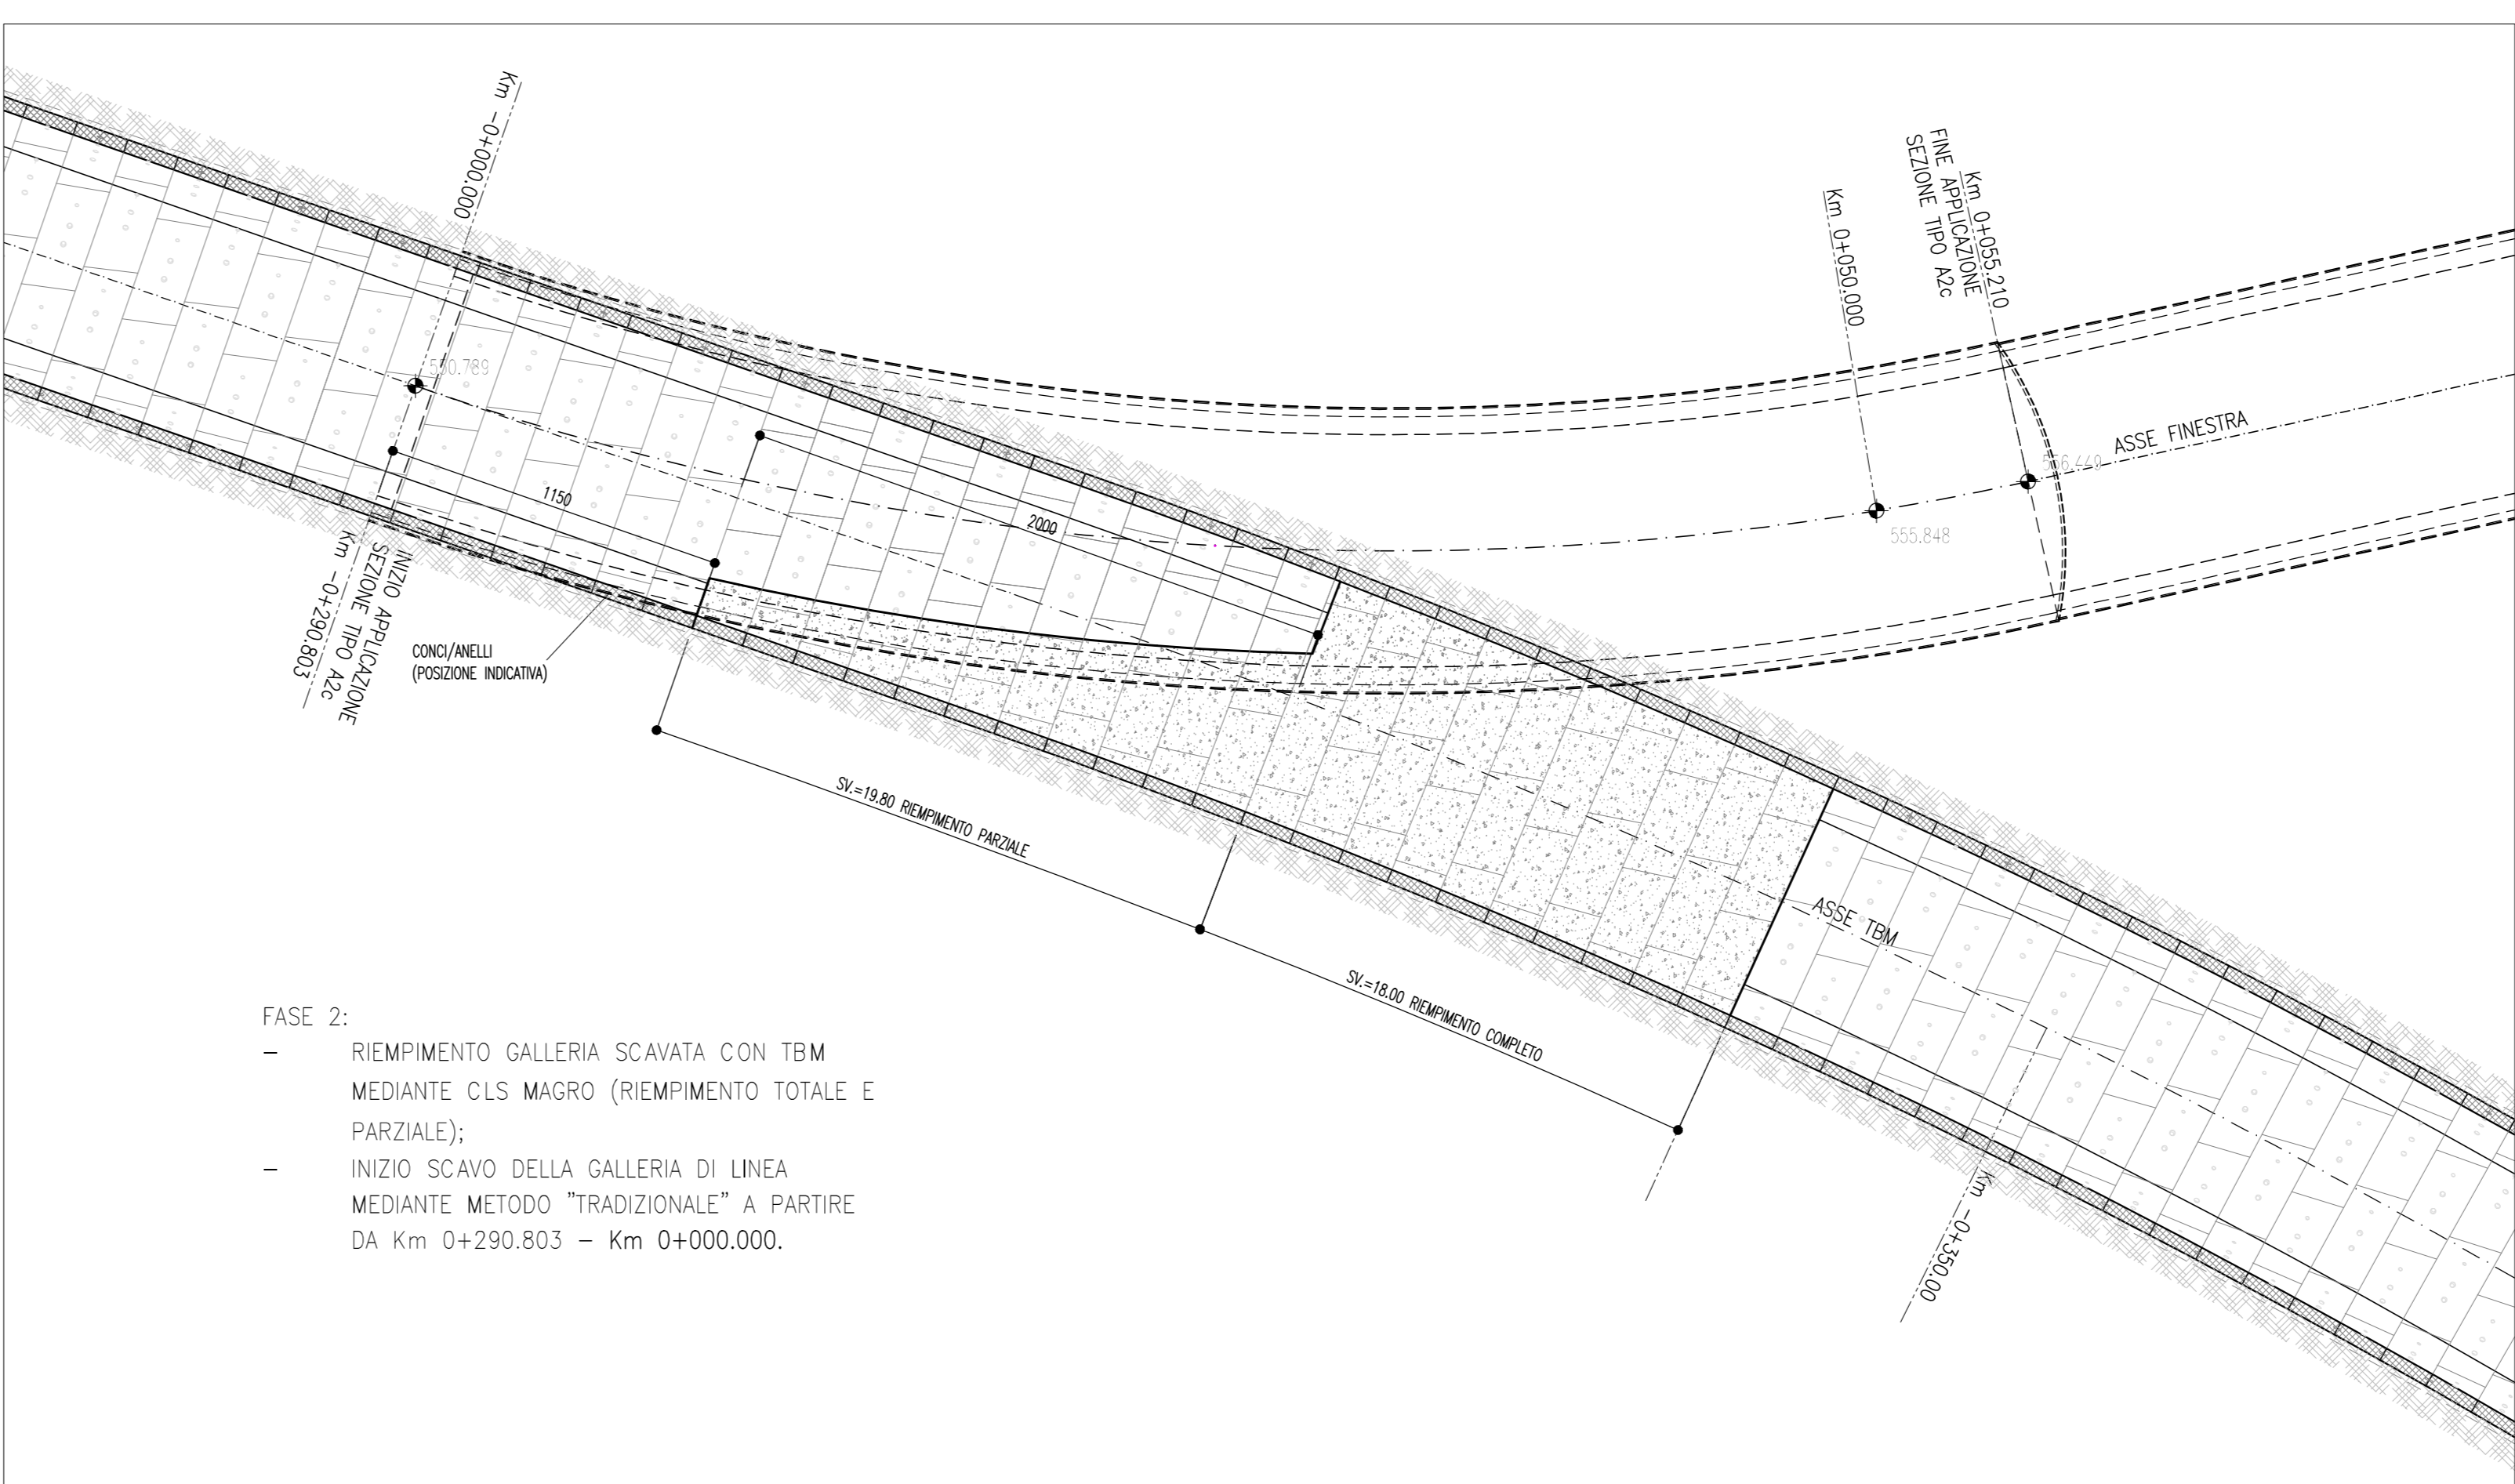 Km -0+000.000
FINE APPLICAZIONE
SEZIONE TIPO A2c
Km 0+055.210
Km 0+050.000
550.789
ASSE FINESTRA
556.449
555.848
1150
2000
INIZIO APPLICAZIONE
SEZIONE TIPO A2c
Km -0+290.803
CONCI/ANELLI
(POSIZIONE INDICATIVA)
SV.=19.80 RIEMPIMENTO PARZIALE
ASSE TBM
SV.=18.00 RIEMPIMENTO COMPLETO
Km -0+350.00
FASE 2:
- RIEMPIMENTO GALLERIA SCAVATA CON TBM
MEDIANTE CLS MAGRO (RIEMPIMENTO TOTALE E
PARZIALE);
- INIZIO SCAVO DELLA GALLERIA DI LINEA
MEDIANTE METODO "TRADIZIONALE" A PARTIRE
DA Km 0+290.803 - Km 0+000.000.